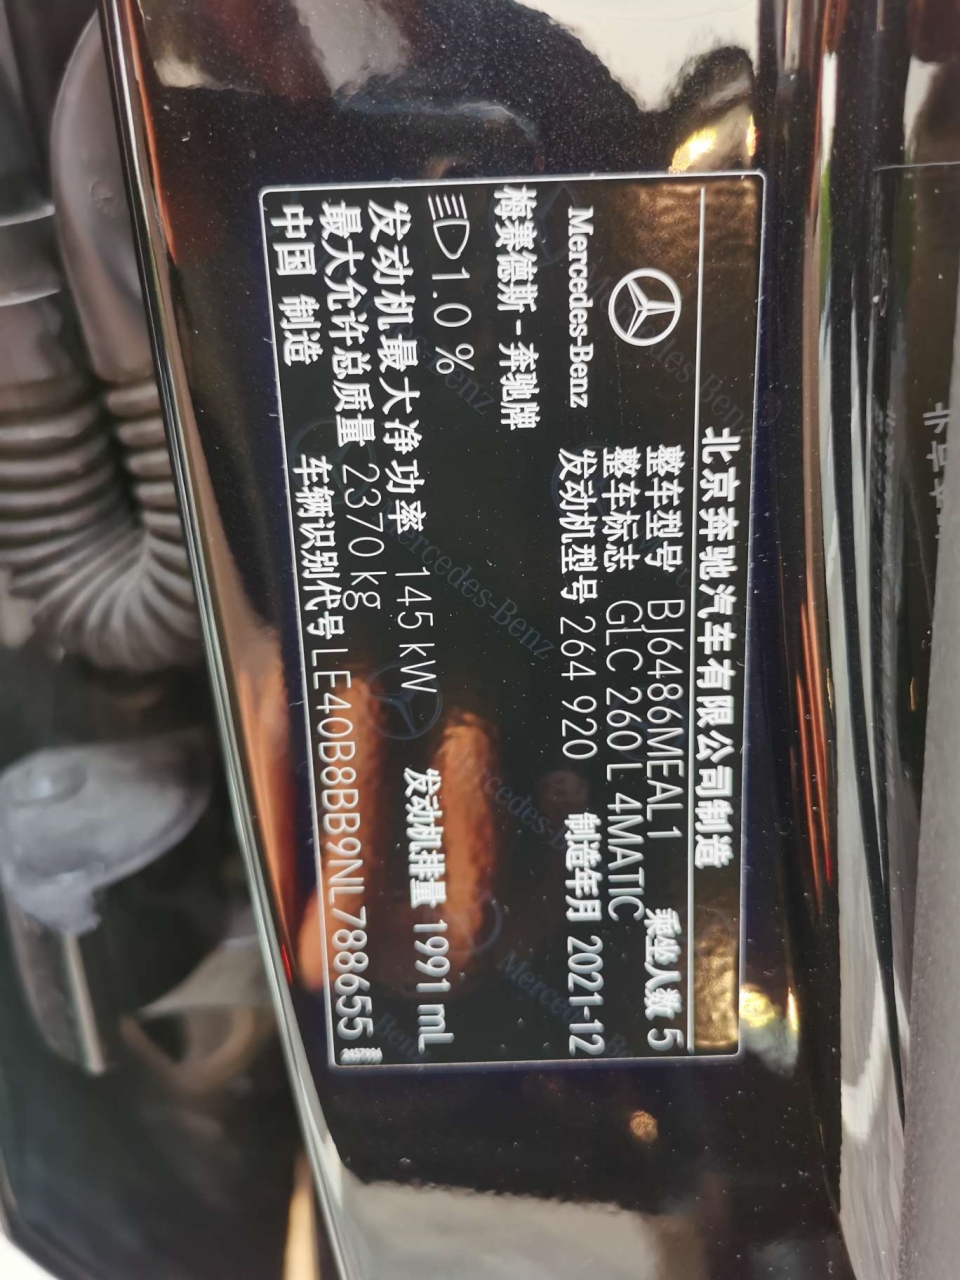 北京奔驰汽车有限公司制造
Mercedes-Benz
整车型号 BJ6486MEAL1 乘坐人数 5
整车标志 GLC 260 L 4MATIC
发动机型号 264 920 制造年月 2021-12
梅赛德斯-奔驰牌
1.0 %
发动机最大净功率 145 kW 发动机排量 1991 mL
最大允许总质量 2370 kg
中国 制造 车辆识别代号 LE40B8BB9NL788655